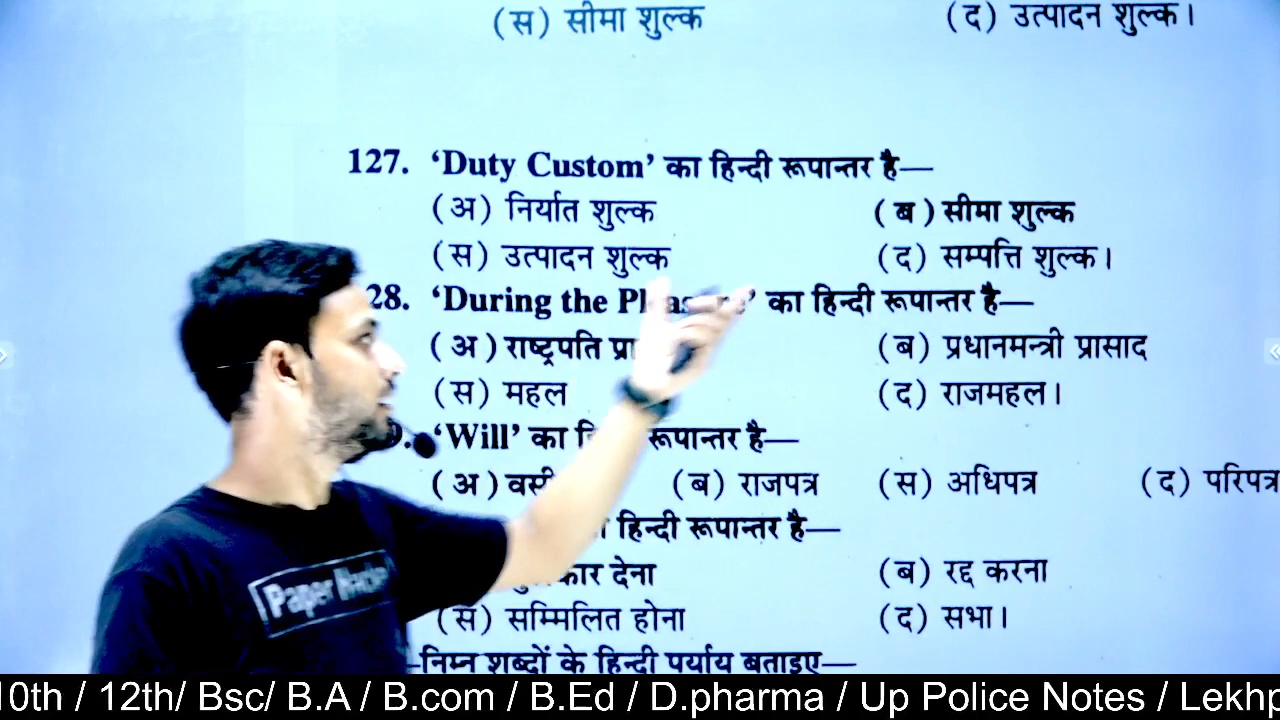 (स) सीमा शुल्क (द) उत्पादन शुल्क।
127. ‘Duty Custom’ का हिन्दी रूपान्तर है—
(अ) निर्यात शुल्क (ब) सीमा शुल्क
(स) उत्पादन शुल्क (द) सम्पत्ति शुल्क।
28. ‘During the का हिन्दी रूपान्तर है—
(अ) राष्ट्रपति (ब) प्रधानमन्त्री प्रासाद
(स) महल (द) राजमहल।
‘Will’ का रूपान्तर है—
(अ) (ब) राजपत्र (स) अधिपत्र (द) परिपत्र
हिन्दी रूपान्तर है—
देना (ब) रद्द करना
(स) सम्मिलित होना (द) सभा।
निम्न शब्दों के हिन्दी पर्याय बताइए—
Paper
10th / 12th/ Bsc/ B.A / B.com / B.Ed / D.pharma / Up Police Notes /